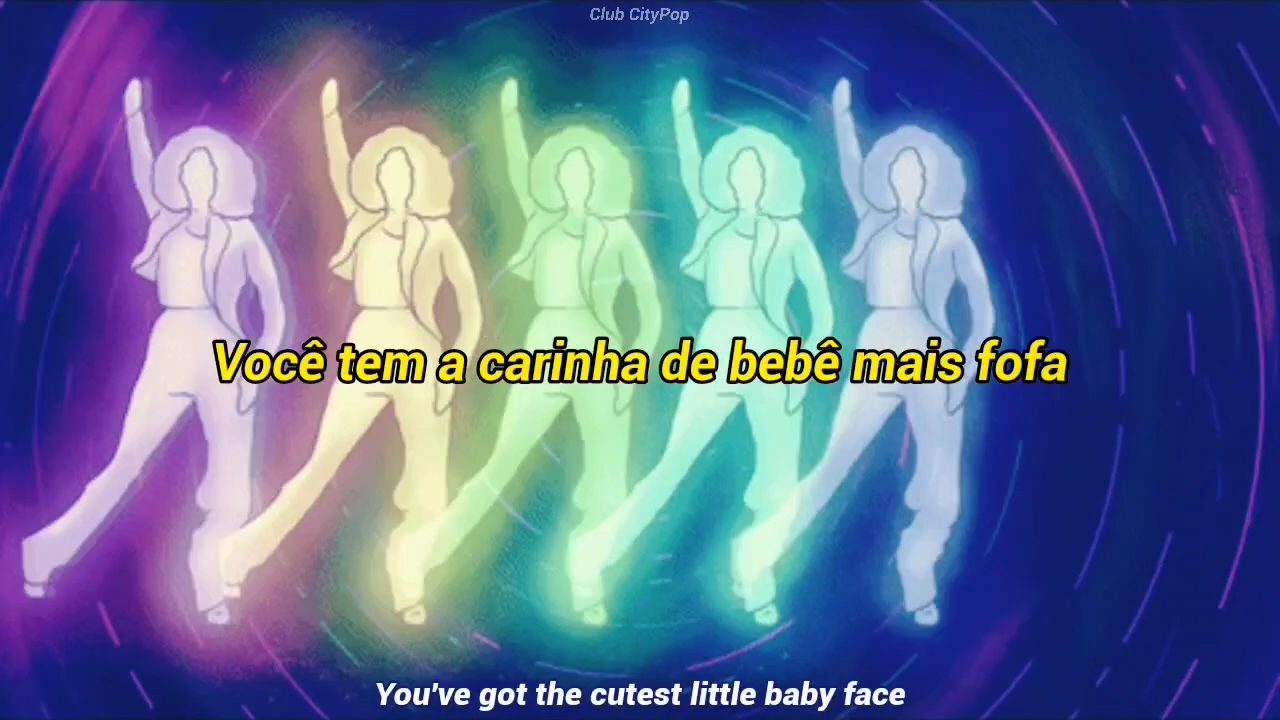 Club CityPop
Você tem a carinha de bebê mais fofa
You've got the cutest little baby face